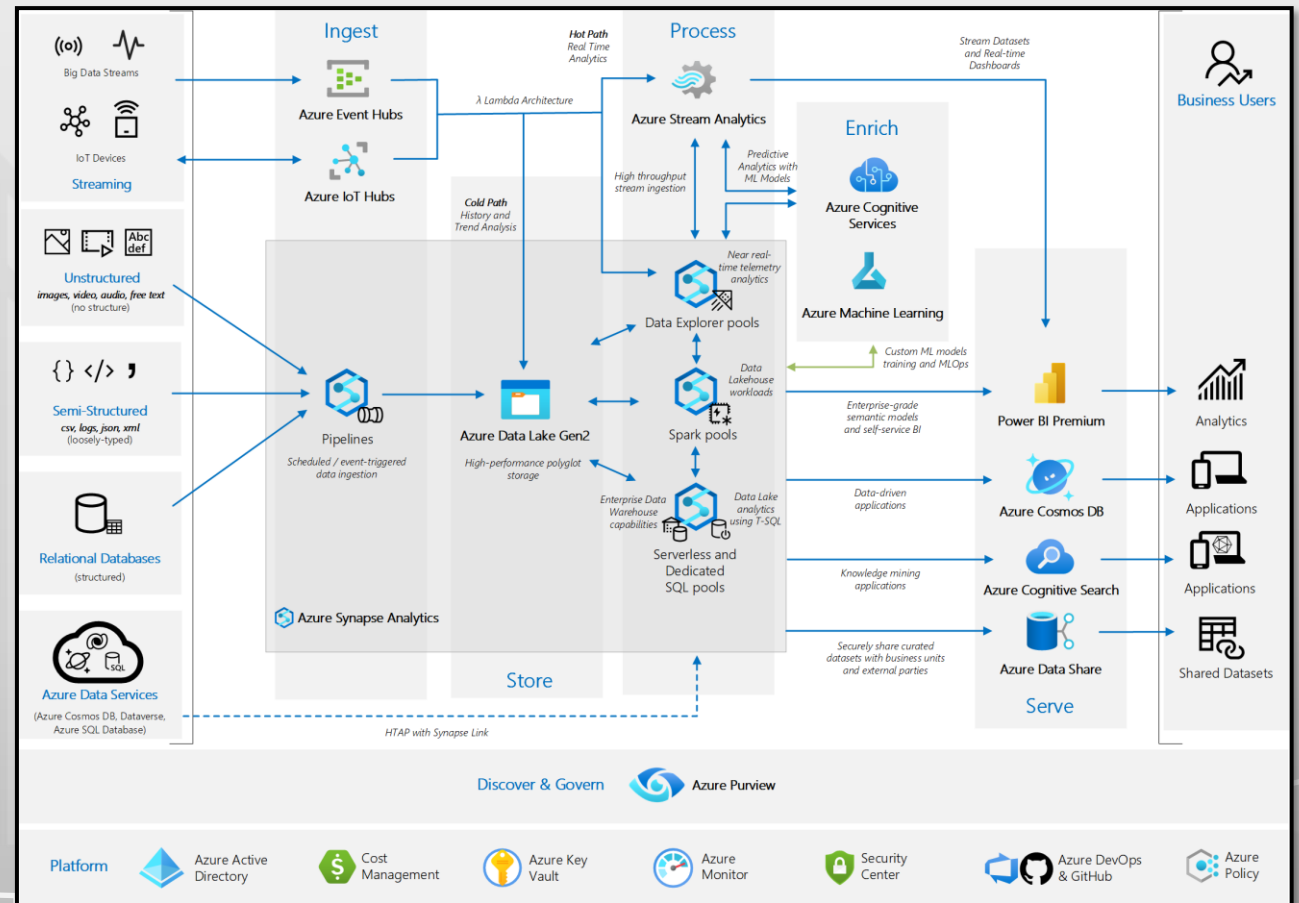 Big Data Streams
IoT Devices
Streaming
Abc
def
Unstructured
images, video, audio, free text
(no structure)
{ } </> ,
Semi-Structured
csv, logs, json, xml
(loosely-typed)
Relational Databases
(structured)
SQL
Azure Data Services
(Azure Cosmos DB, Dataverse,
Azure SQL Database)
Ingest
Azure Event Hubs
Azure IoT Hubs
λ Lambda Architecture
Hot Path
Real Time
Analytics
Cold Path
History and
Trend Analysis
Pipelines
Scheduled / event-triggered
data ingestion
Azure Synapse Analytics
Azure Data Lake Gen2
High-performance polyglot
storage
Store
HTAP with Synapse Link
Process
Azure Stream Analytics
High throughput
stream ingestion
Predictive
Analytics with
ML Models
Near real-
time telemetry
analytics
Data Explorer pools
Data
Lakehouse
workloads
Spark pools
Enterprise Data
Warehouse
capabilities
Data Lake
analytics
using T-SQL
Serverless and
Dedicated
SQL pools
Enrich
Azure Cognitive
Services
Azure Machine Learning
Custom ML models
training and MLOps
Stream Datasets
and Real-time
Dashboards
Enterprise-grade
semantic models
and self-service BI
Data-driven
applications
Knowledge mining
applications
Securely share curated
datasets with business units
and external parties
Power BI Premium
Azure Cosmos DB
Azure Cognitive Search
Azure Data Share
Serve
Business Users
Analytics
Applications
Applications
Shared Datasets
Discover & Govern
Azure Purview
Platform
Azure Active
Directory
$
Cost
Management
Azure Key
Vault
Azure
Monitor
Security
Center
Azure DevOps
& GitHub
Azure
Policy